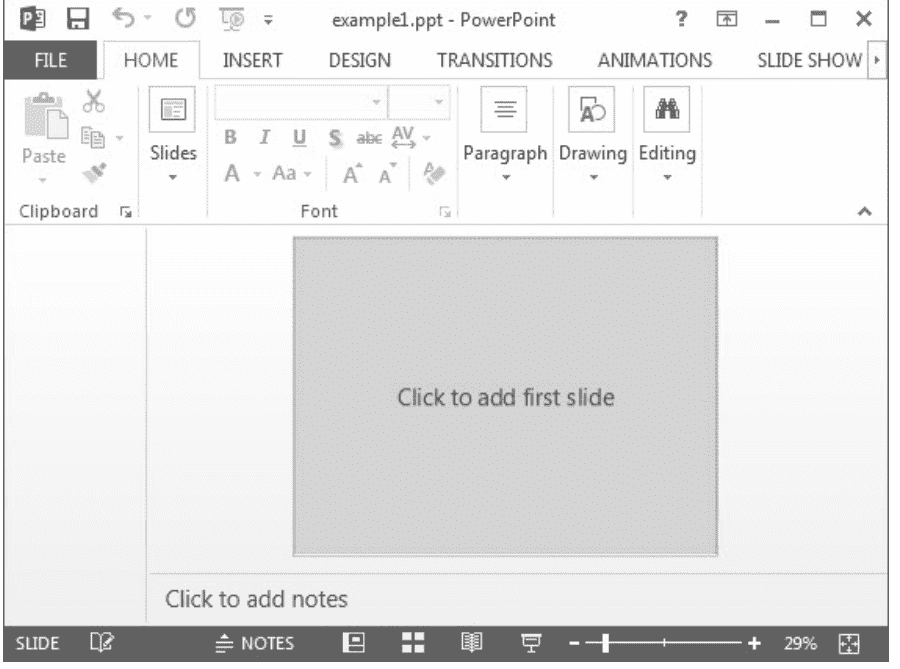 example1.ppt - PowerPoint ?
FILE HOME INSERT DESIGN TRANSITIONS ANIMATIONS SLIDE SHOW
B I U S abc AV
Paste Slides Paragraph Drawing Editing
A Aa A A
Clipboard Font
Click to add first slide
Click to add notes
SLIDE NOTES 29%